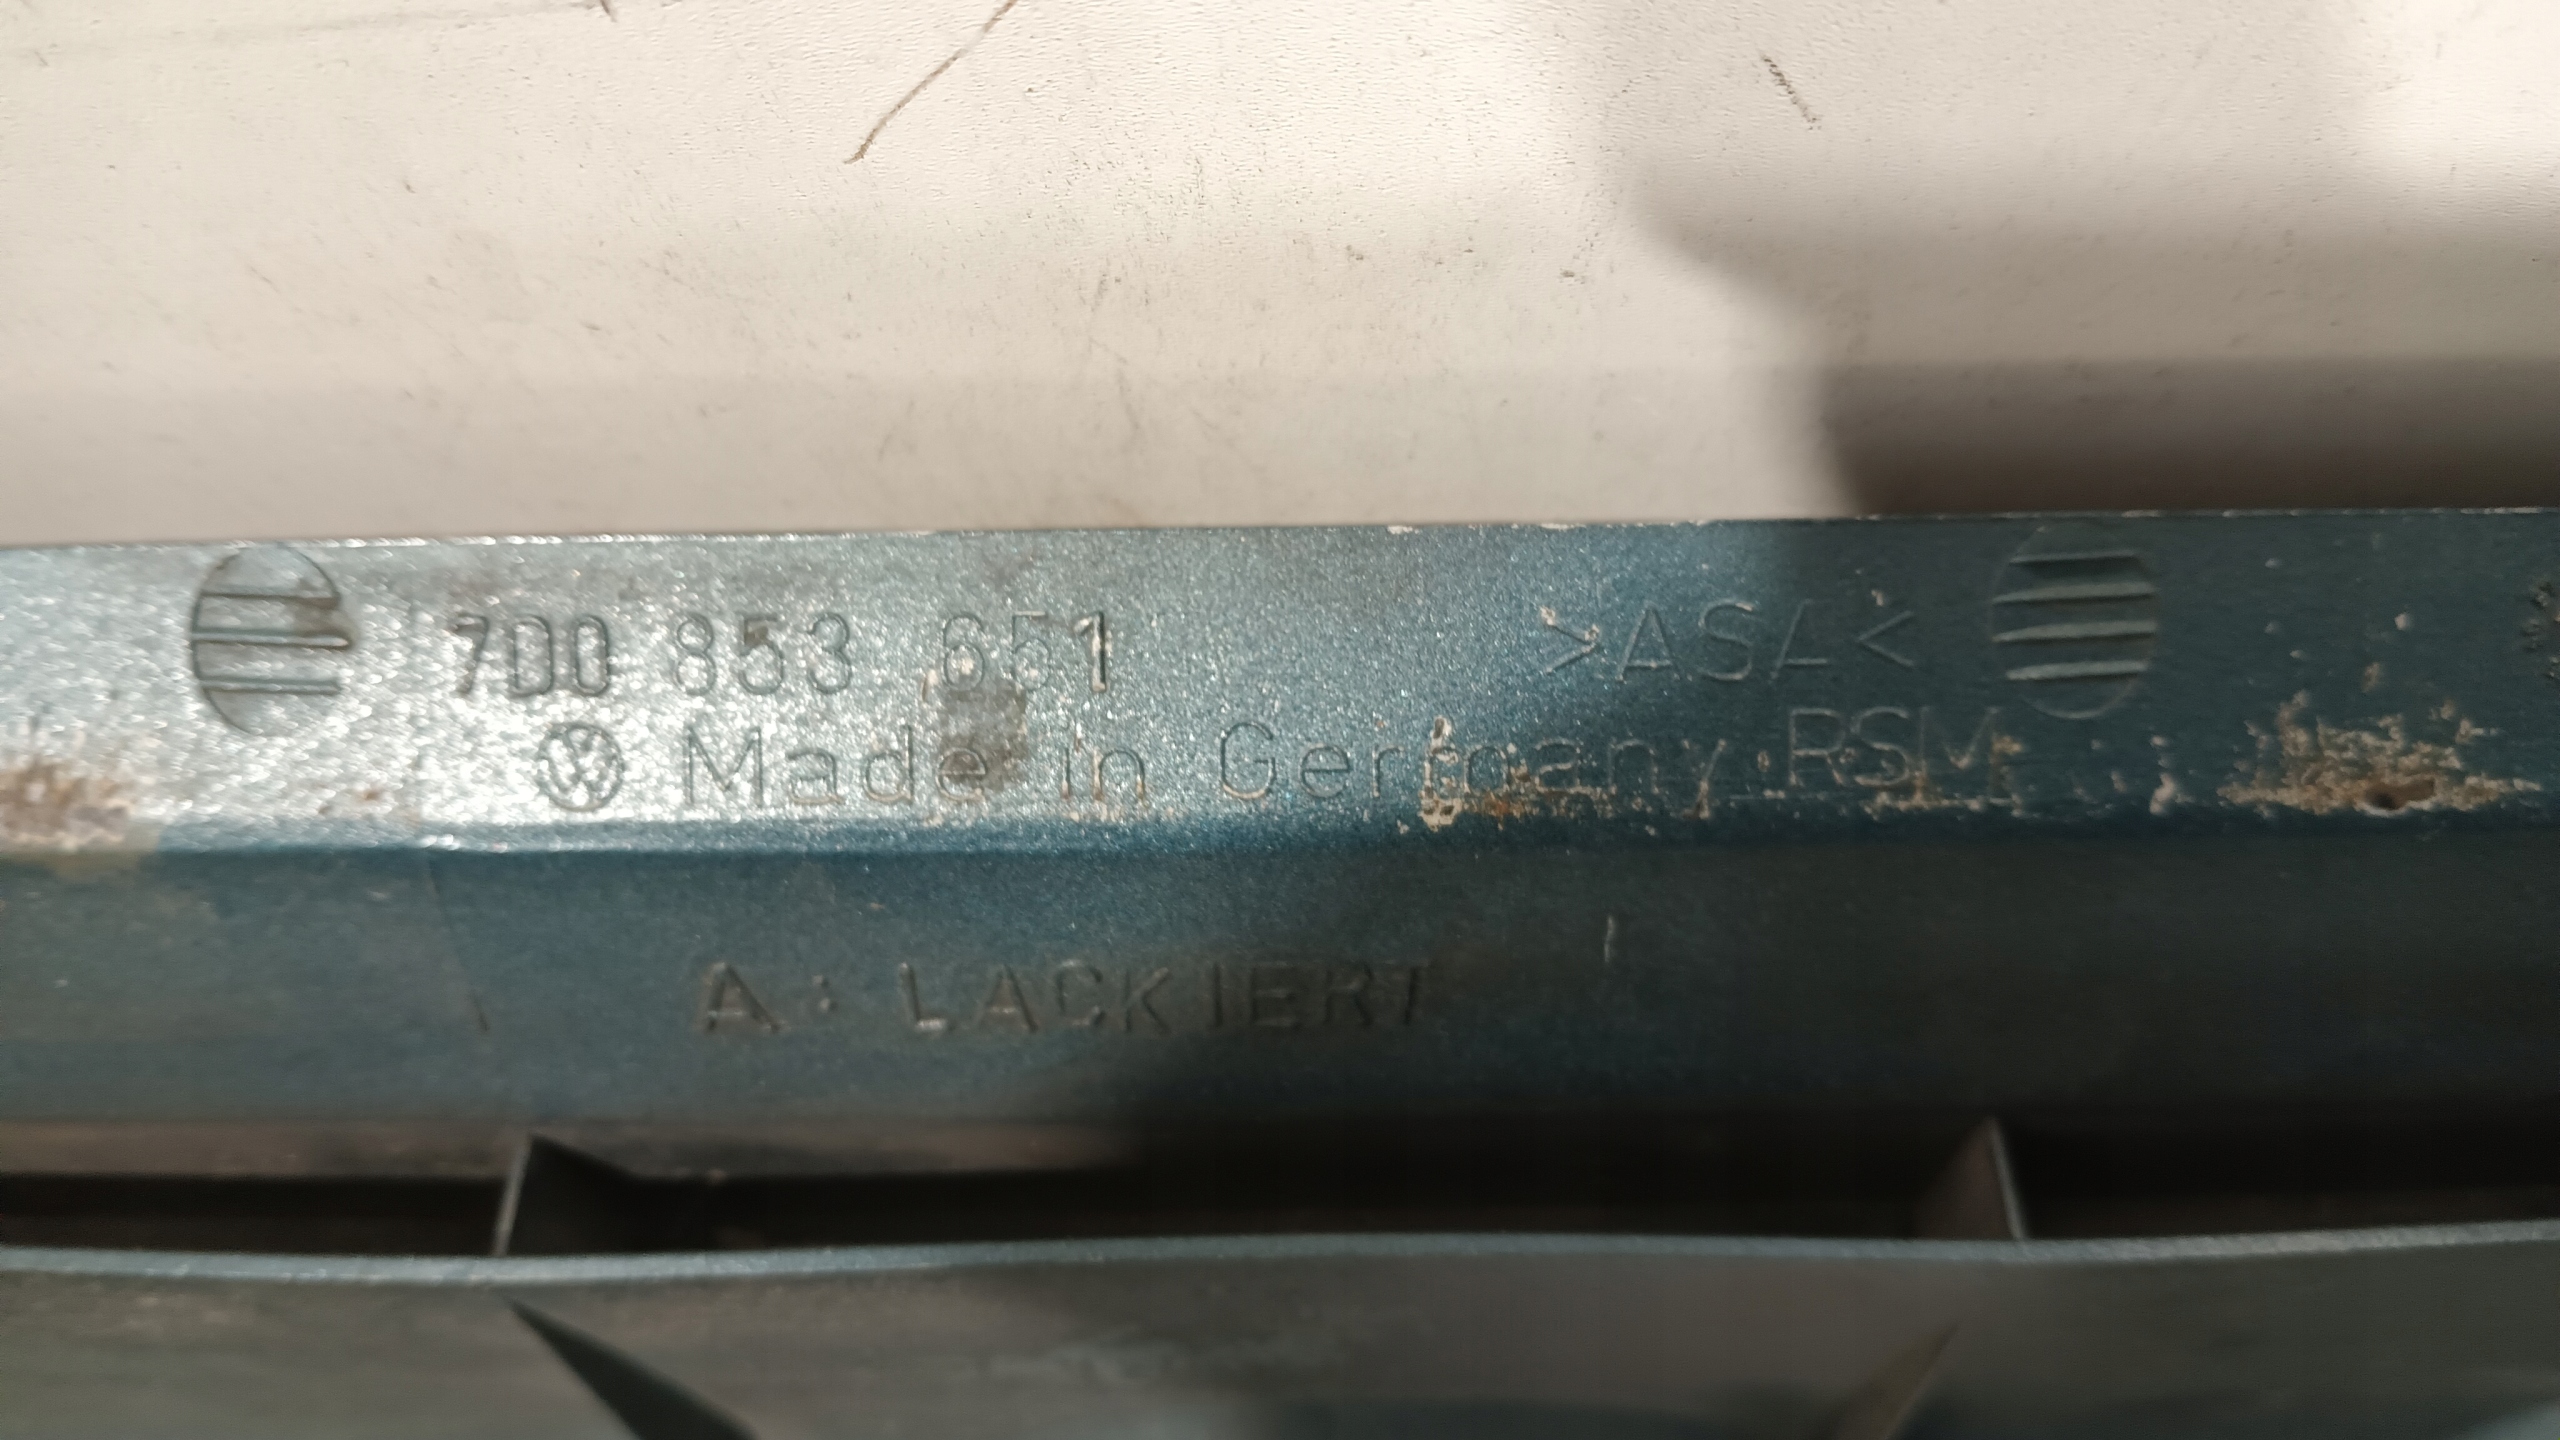 7D0 853 651 >ASA<
Made in Germany RSM
A: LACKIERT